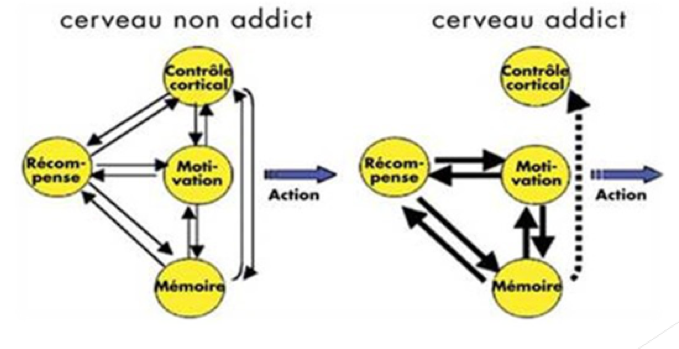 cerveau non addict
cerveau addict
Contrôle
cortical
Récom-
pense
Moti-
vation
Mémoire
Action
Contrôle
cortical
Récom-
pense
Moti-
vation
Mémoire
Action